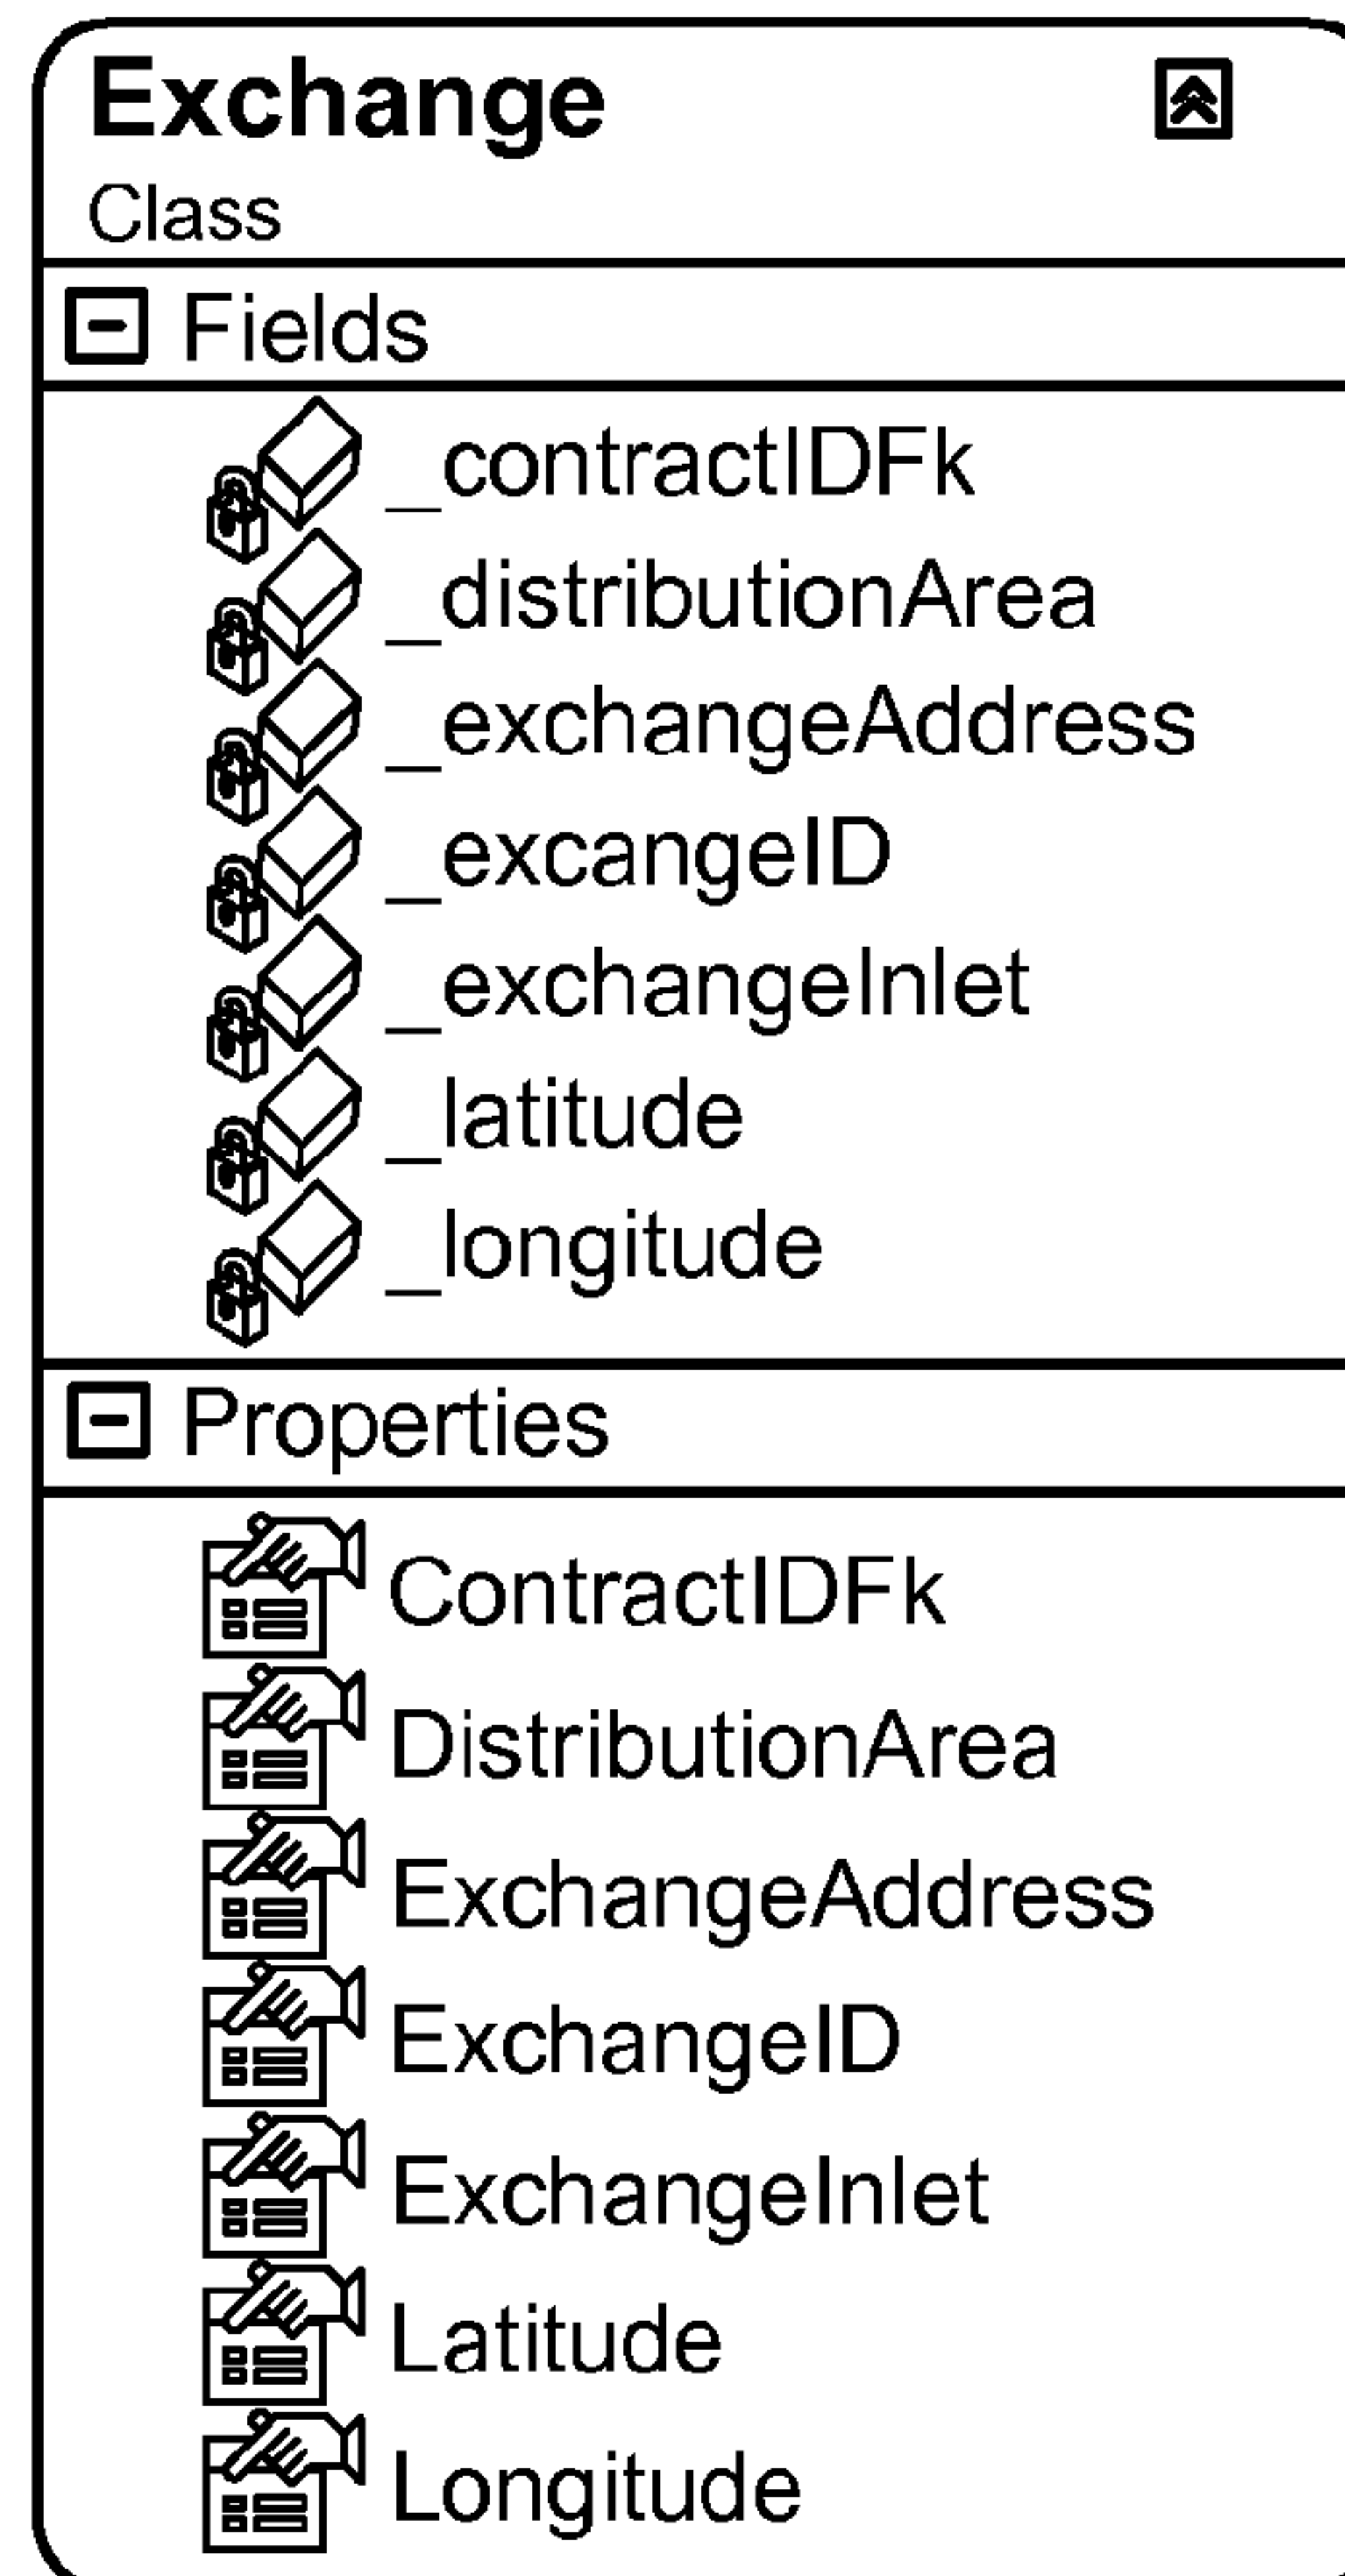 Exchange
Class
Fields
_contractIDFk
_distributionArea
_exchangeAddress
_excangeID
_exchangeInlet
_latitude
_longitude
Properties
ContractIDFk
DistributionArea
ExchangeAddress
ExchangeID
ExchangeInlet
Latitude
Longitude